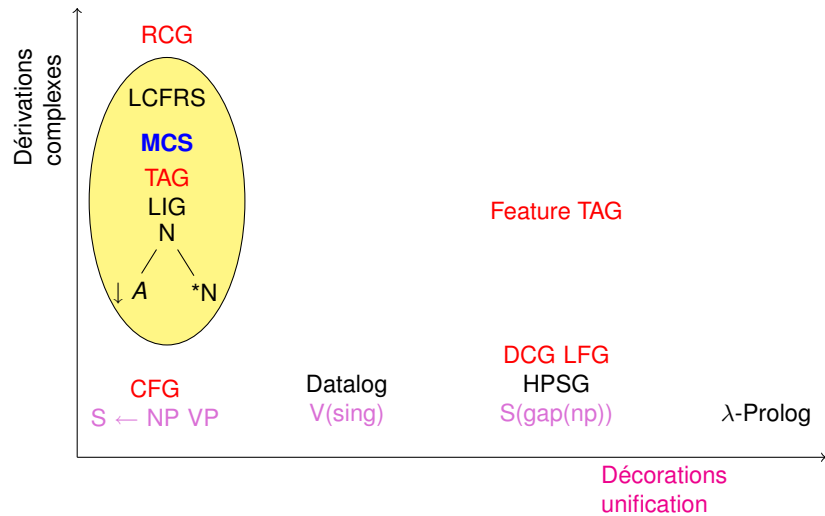 RCG
Dérivations
complexes
LCFRS
MCS
TAG
LIG
N
↓ A *N
Feature TAG
DCG LFG
CFG Datalog HPSG
S ← NP VP V(sing) S(gap(np)) λ-Prolog
Décorations
unification